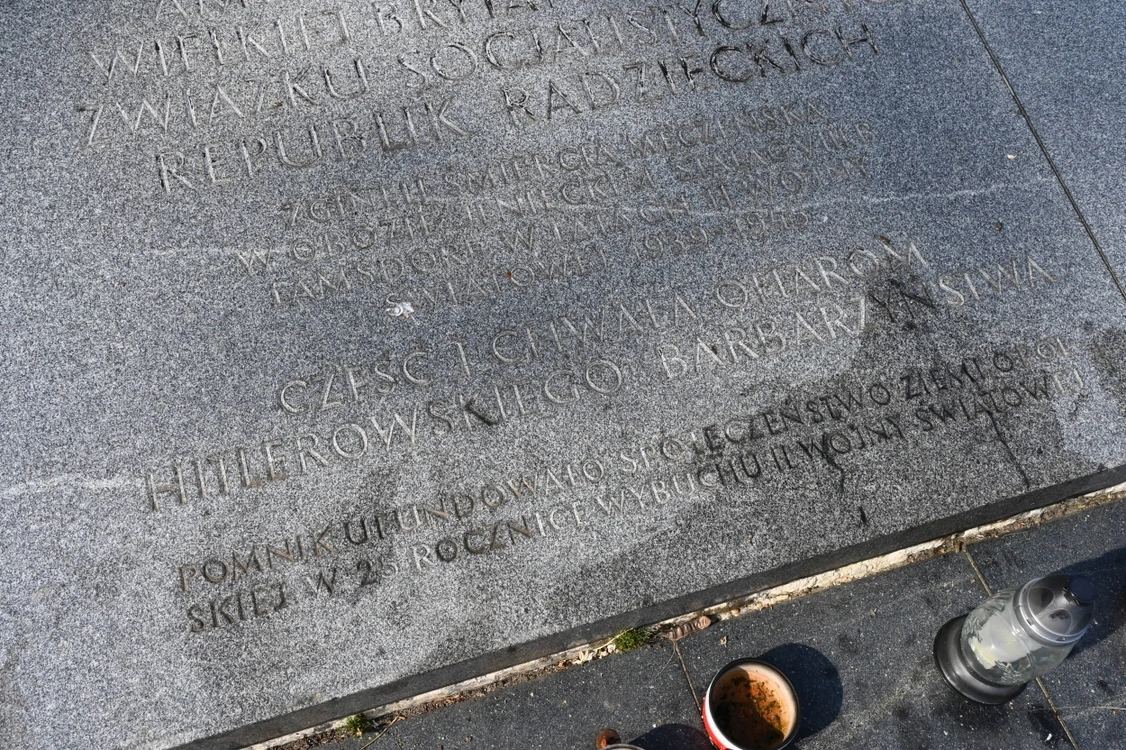 WIELKIEJ BRYTANII
ZWIĄZKU SOCJALISTYCZNYCH
REPUBLIK RADZIECKICH
ZGINĘLI ŚMIERCIĄ MĘCZEŃSKĄ
W OBOZIE JENIECKIM STALAG VIII B
LAMSDORF W LATACH II WOJNY
ŚWIATOWEJ 1939-1945
CZEŚĆ I CHWAŁA OFIAROM
HITLEROWSKIEGO BARBARZYŃSTWA
POMNIK UFUNDOWAŁO SPOŁECZEŃSTWO ZIEMI OPOL
SKIEJ W 25 ROCZNICĘ WYBUCHU II WOJNY ŚWIATOWEJ